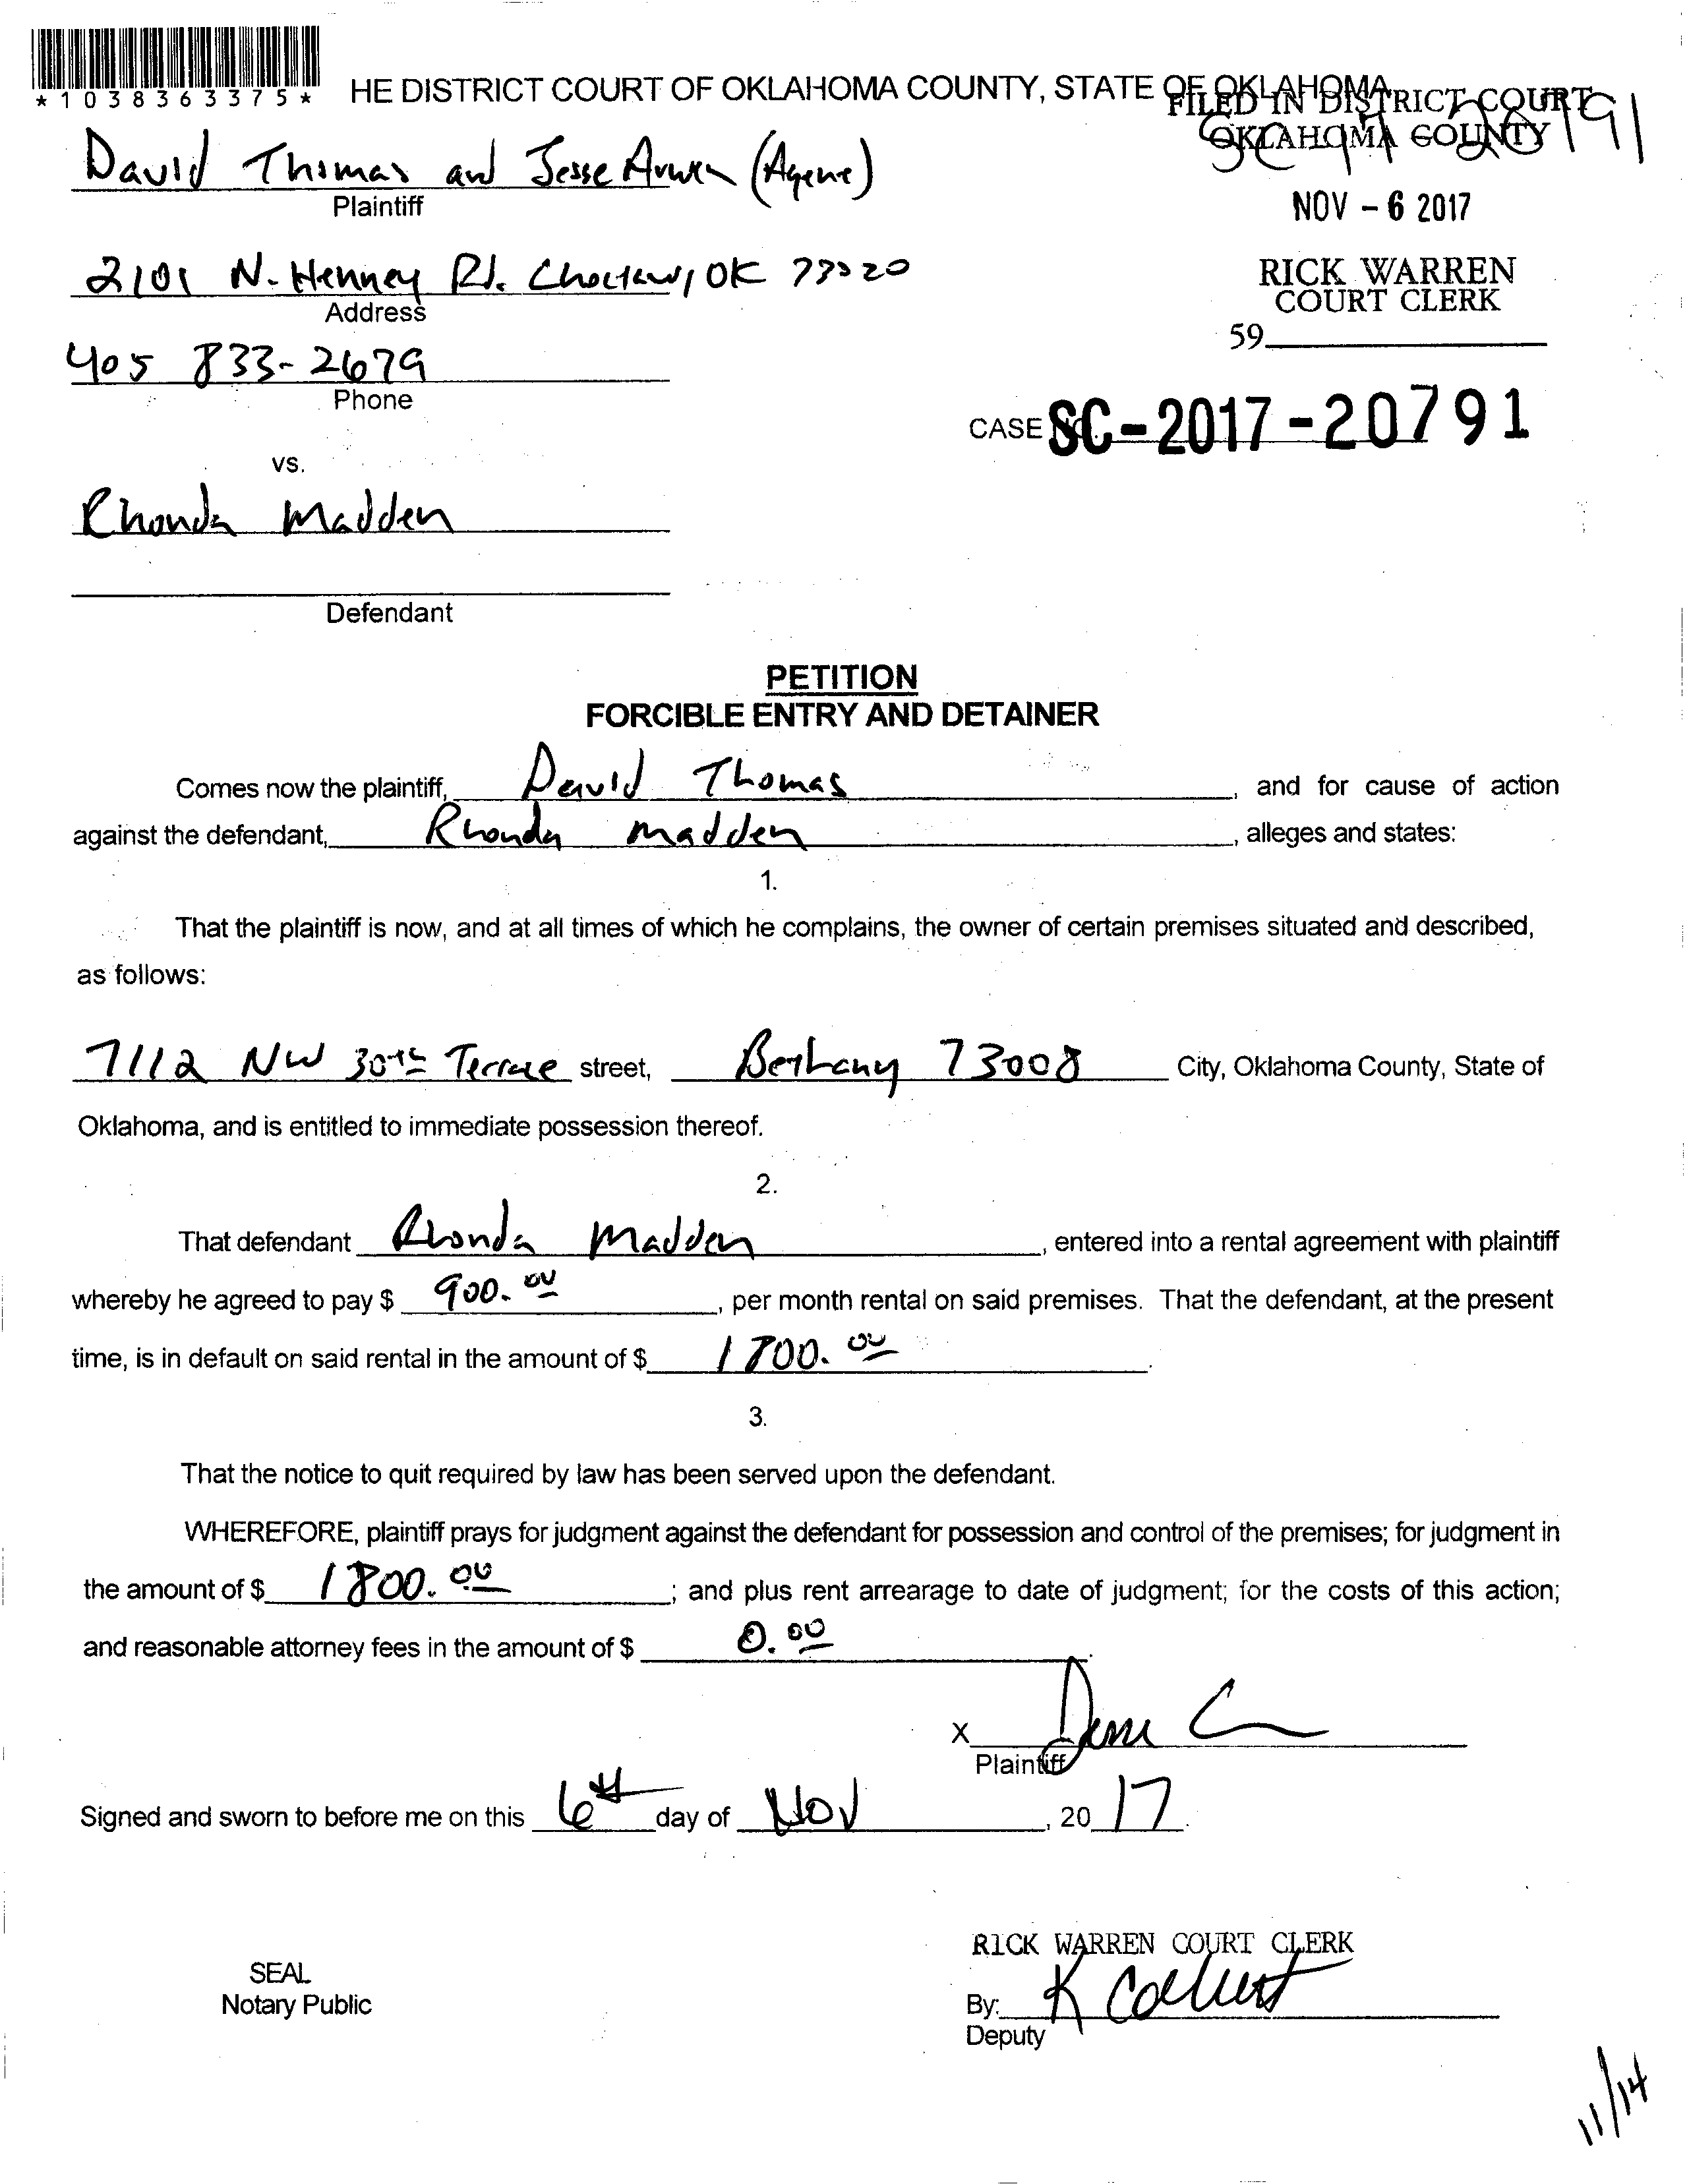 *1038363375*
HE DISTRICT COURT OF OKLAHOMA COUNTY, STATE OF OKLAHOMA
FILED IN DISTRICT COURT
OKLAHOMA COUNTY
SC 17 20791
NOV - 6 2017
RICK WARREN
COURT CLERK
59
David Thomas and Jesse (Agent)
Plaintiff
2101 N. Henney Rd. Choctaw, OK 73020
Address
405 833-2679
Phone
CASE NO. SC-2017-20791
vs.
Rhonda Madden
Defendant
PETITION
FORCIBLE ENTRY AND DETAINER
Comes now the plaintiff, David Thomas, and for cause of action
against the defendant, Rhonda Madden, alleges and states:
1.
That the plaintiff is now, and at all times of which he complains, the owner of certain premises situated and described,
as follows:
7112 NW 30th Terrace street, Bethany 73008 City, Oklahoma County, State of
Oklahoma, and is entitled to immediate possession thereof.
2.
That defendant Rhonda Madden, entered into a rental agreement with plaintiff
whereby he agreed to pay $ 900.00, per month rental on said premises. That the defendant, at the present
time, is in default on said rental in the amount of $ 1800.00.
3.
That the notice to quit required by law has been served upon the defendant.
WHEREFORE, plaintiff prays for judgment against the defendant for possession and control of the premises; for judgment in
the amount of $ 1800.00; and plus rent arrearage to date of judgment; for the costs of this action;
and reasonable attorney fees in the amount of $ 0.00.
X
Plaintiff
Signed and sworn to before me on this 6th day of Nov, 2017.
RICK WARREN COURT CLERK
SEAL
Notary Public
By: K
Deputy
11/14